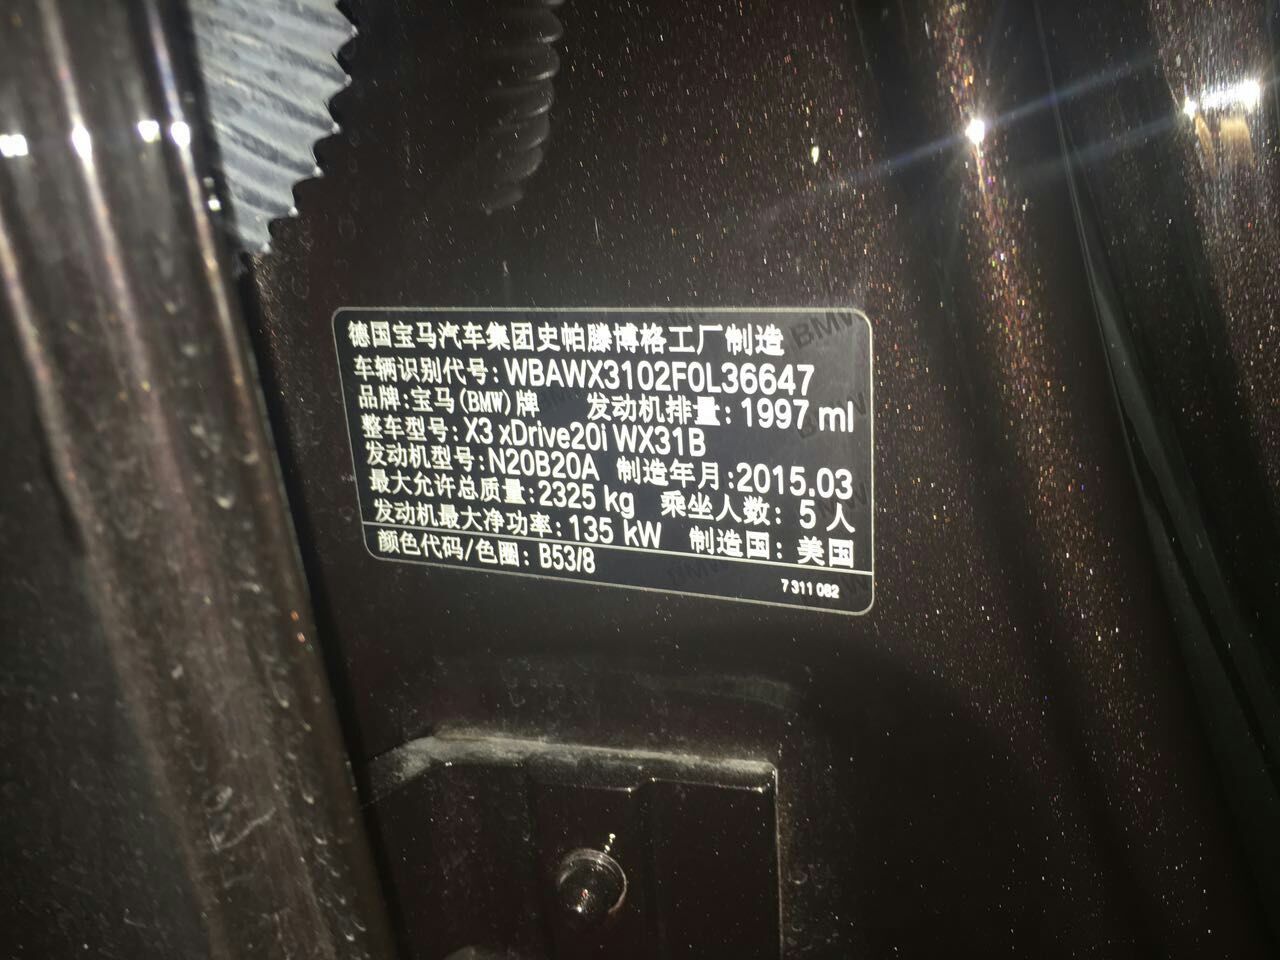 德国宝马汽车集团史帕滕博格工厂制造
车辆识别代号: WBAWX3102F0L36647
品牌: 宝马(BMW)牌 发动机排量: 1997 ml
整车型号: X3 xDrive20i WX31B
发动机型号: N20B20A 制造年月: 2015.03
最大允许总质量: 2325 kg 乘坐人数: 5 人
发动机最大净功率: 135 kW 制造国: 美国
颜色代码/色圈: B53/8
7 311 082